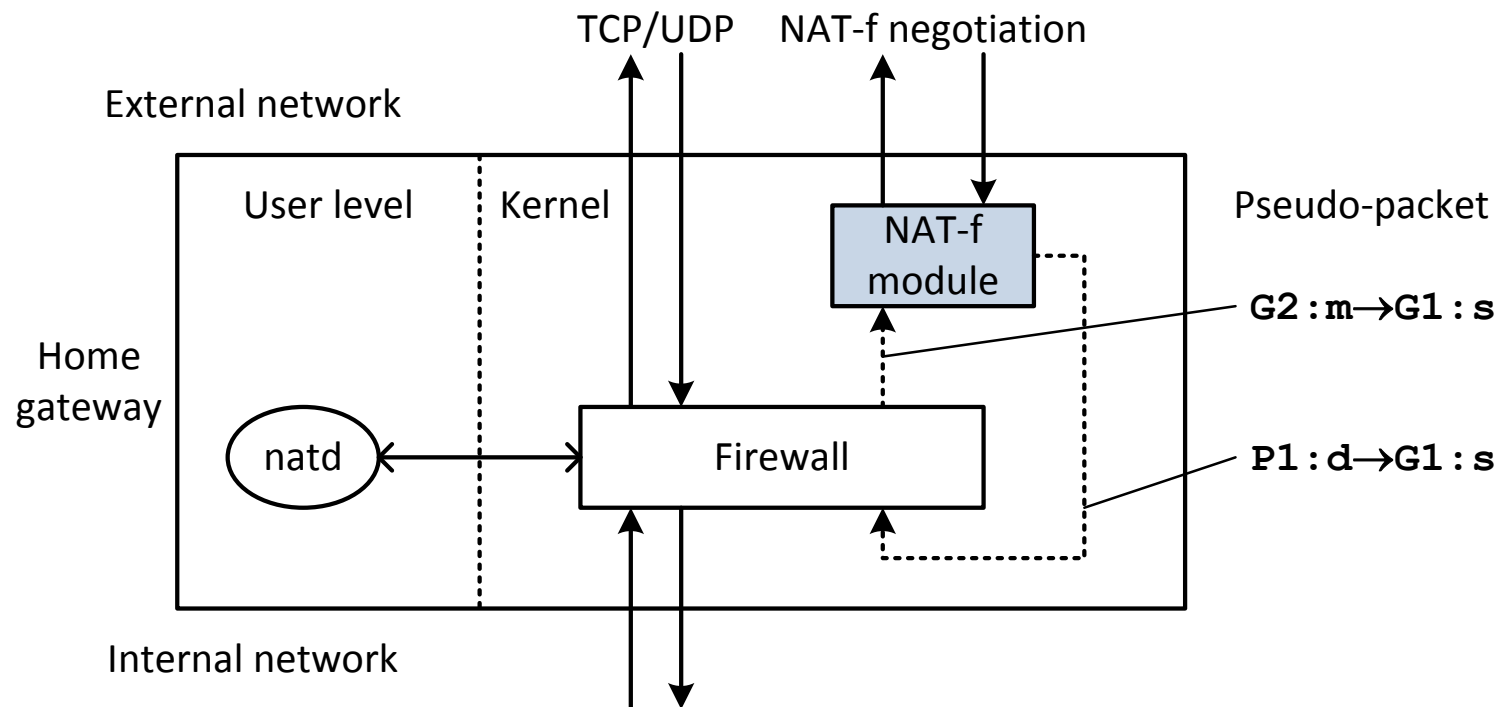 TCP/UDP
NAT-f negotiation
External network
User level
Kernel
NAT-f
module
Pseudo-packet
G2:m→G1:s
Home
gateway
natd
Firewall
P1:d→G1:s
Internal network